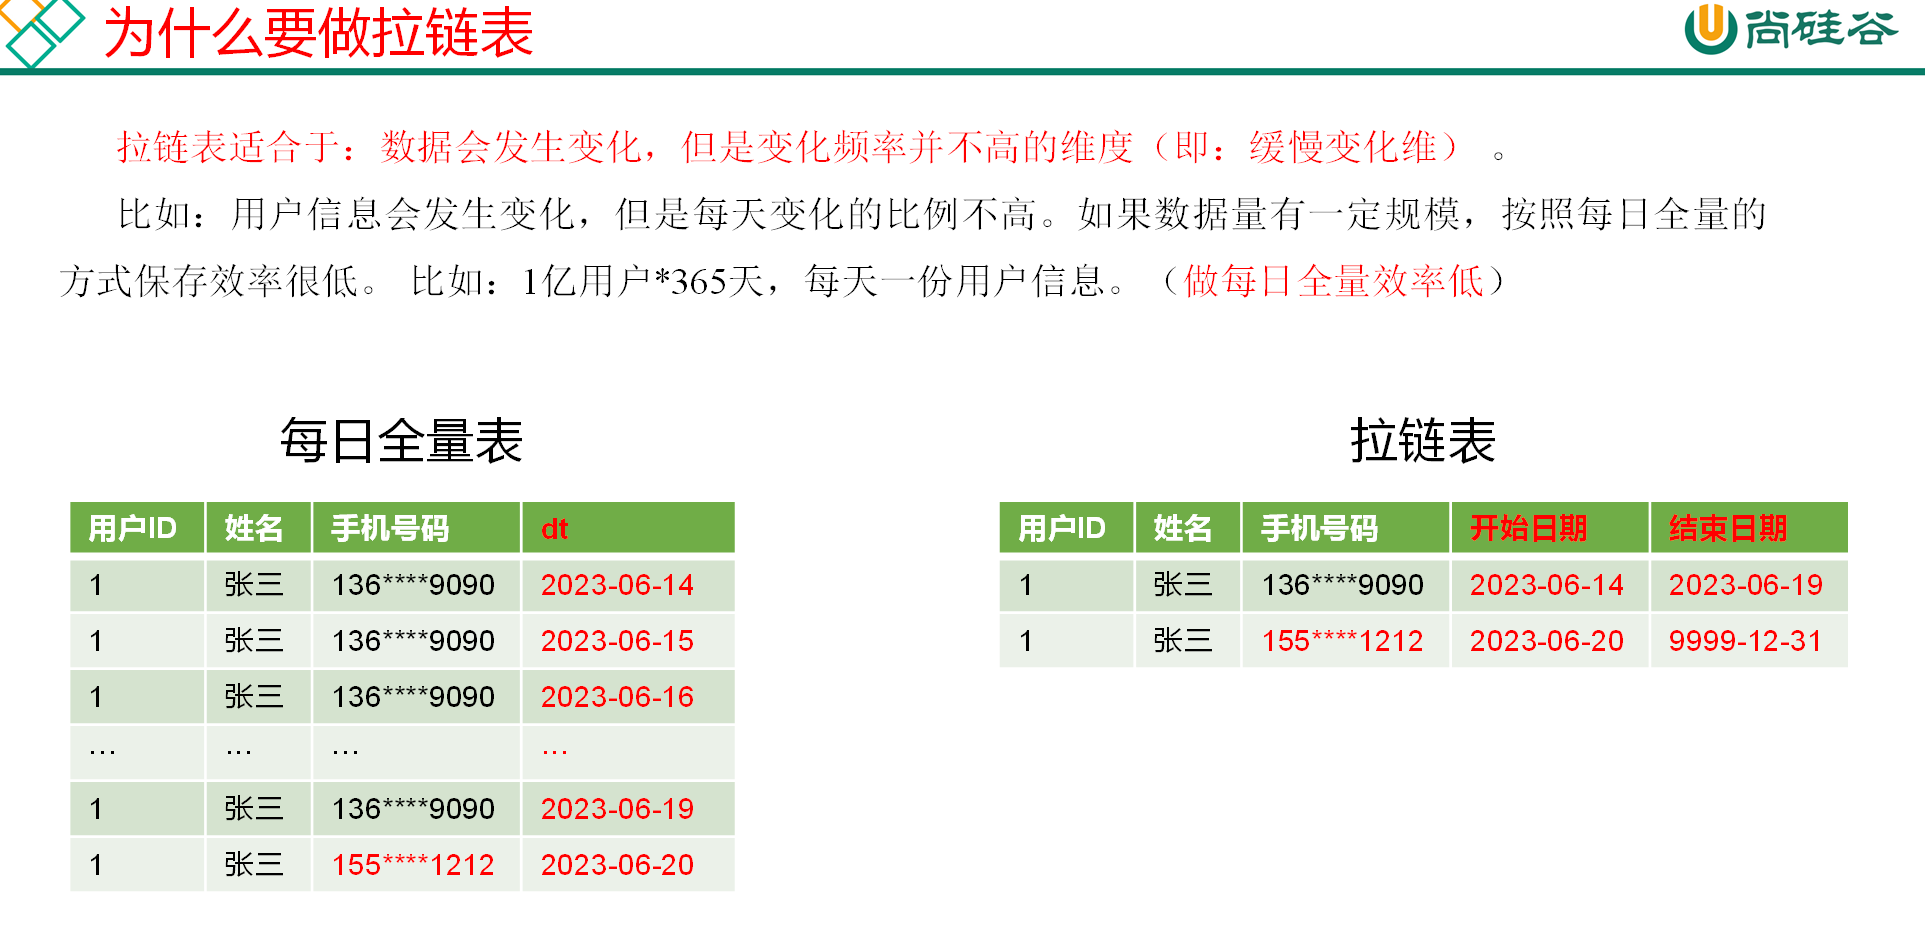 为什么要做拉链表
尚硅谷
拉链表适合于：数据会发生变化，但是变化频率并不高的维度（即：缓慢变化维） 。
比如：用户信息会发生变化，但是每天变化的比例不高。如果数据量有一定规模，按照每日全量的
方式保存效率很低。 比如：1亿用户*365天，每天一份用户信息。（做每日全量效率低）
每日全量表
用户ID 姓名 手机号码 dt
1 张三 136****9090 2023-06-14
1 张三 136****9090 2023-06-15
1 张三 136****9090 2023-06-16
… … … …
1 张三 136****9090 2023-06-19
1 张三 155****1212 2023-06-20
拉链表
用户ID 姓名 手机号码 开始日期 结束日期
1 张三 136****9090 2023-06-14 2023-06-19
1 张三 155****1212 2023-06-20 9999-12-31